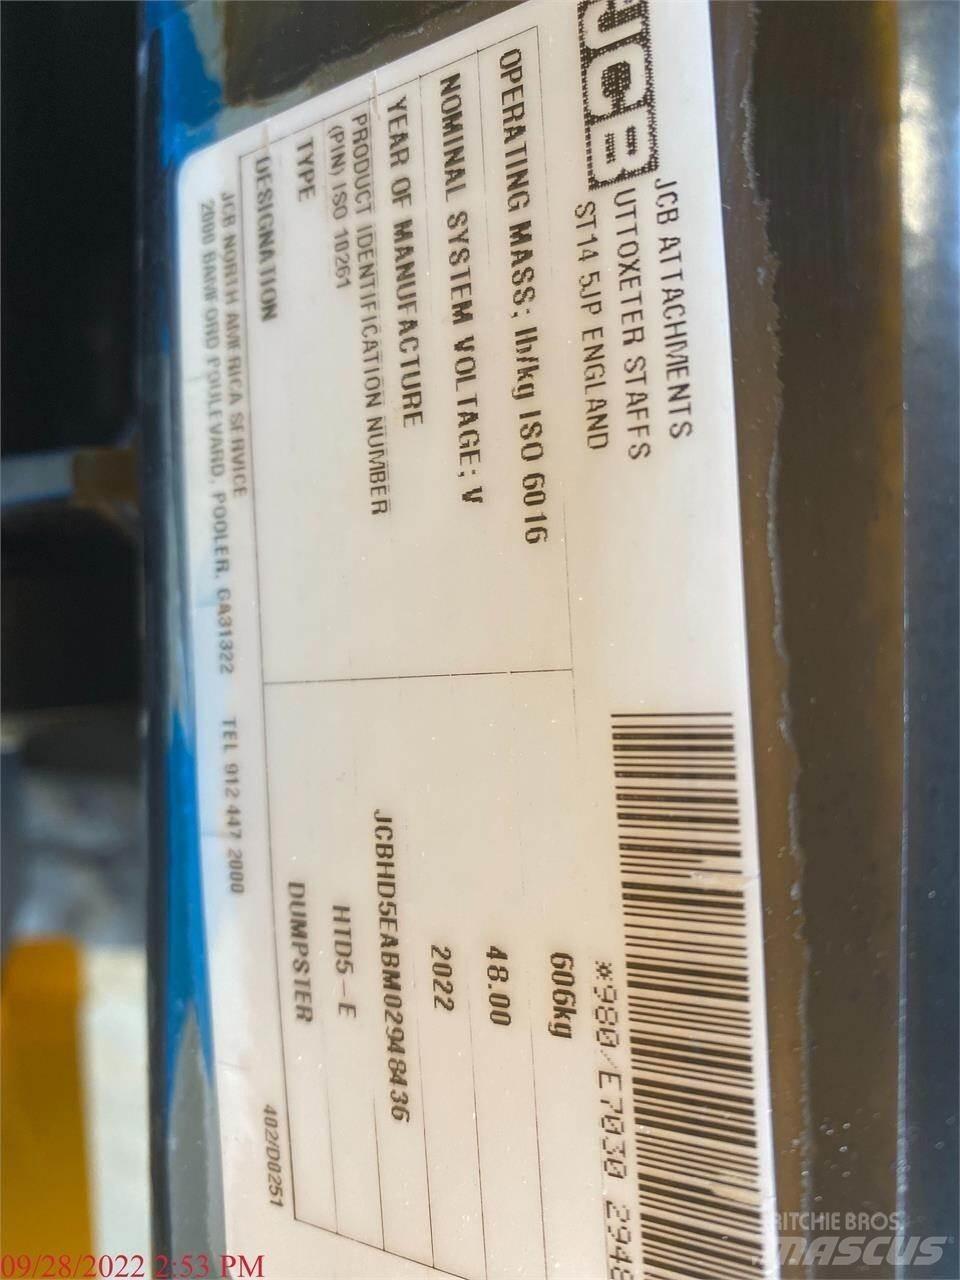 JCB
JCB ATTACHMENTS
UTTOXETER STAFFS
ST14 5JP ENGLAND
*980/E7030 2948
OPERATING MASS; lb/kg ISO 6016 606kg
NOMINAL SYSTEM VOLTAGE; V 48.00
YEAR OF MANUFACTURE 2022
PRODUCT IDENTIFICATION NUMBER
(PIN) ISO 10261 JCBHD5EABM02948436
TYPE HTD5-E
DESIGNATION DUMPSTER
JCB NORTH AMERICA SERVICE
2000 BAMFORD POULEVARD, POOLER, GA31322 TEL 912 447 2000
402/D0251
09/28/2022 2:53 PM
RITCHIE BROS.
MASCUS